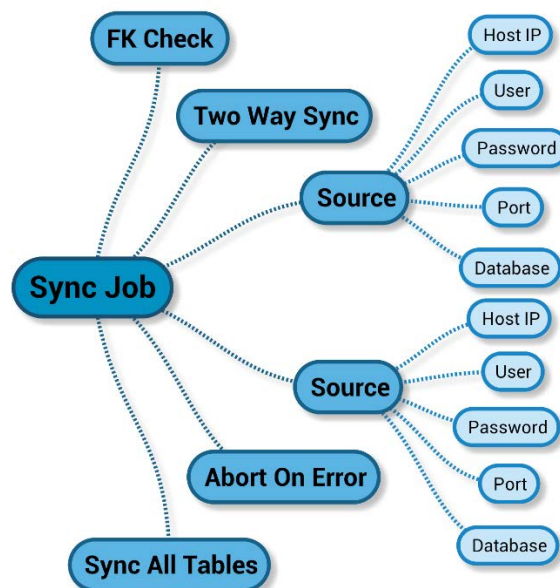 FK Check
Two Way Sync
Source
Host IP
User
Password
Port
Database
Sync Job
Source
Host IP
User
Password
Port
Database
Abort On Error
Sync All Tables